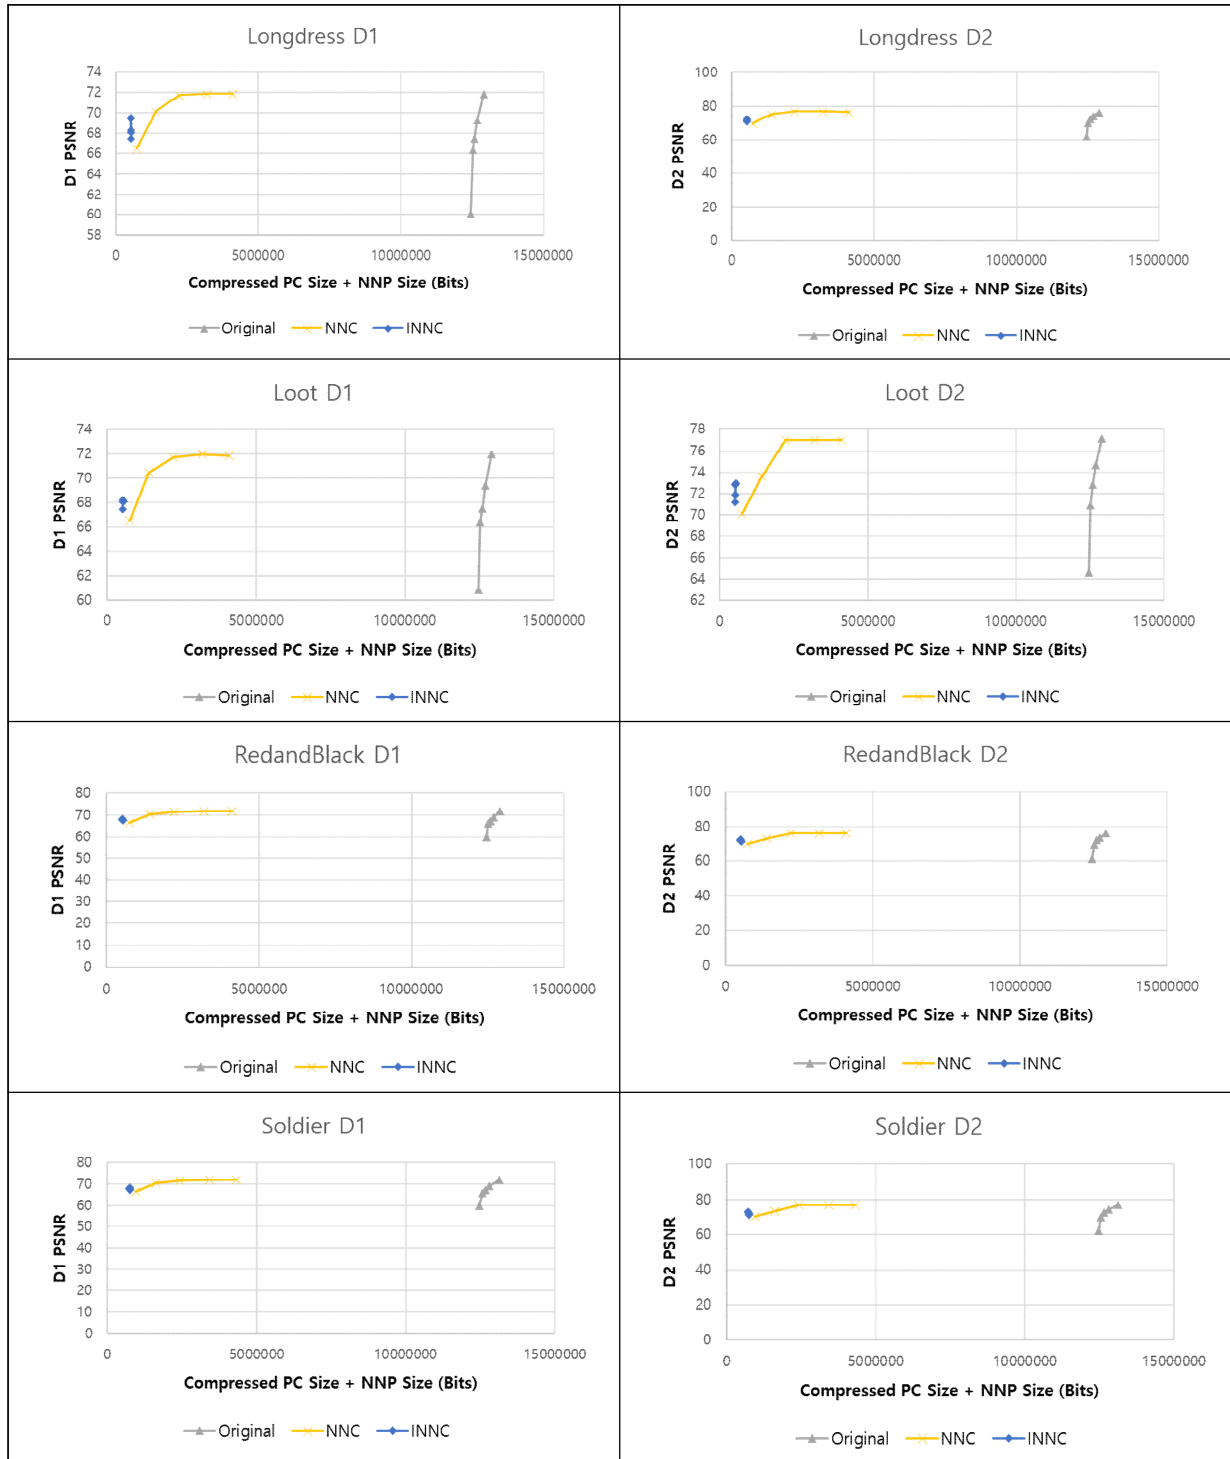 Longdress D1
74
72
70
68
66
64
62
60
58
D1 PSNR
0 5000000 10000000 15000000
Compressed PC Size + NNP Size (Bits)
Original NNC INNC
Longdress D2
100
80
60
40
20
0
D2 PSNR
0 5000000 10000000 15000000
Compressed PC Size + NNP Size (Bits)
Original NNC INNC
Loot D1
74
72
70
68
66
64
62
60
D1 PSNR
0 5000000 10000000 15000000
Compressed PC Size + NNP Size (Bits)
Original NNC INNC
Loot D2
78
76
74
72
70
68
66
64
62
D2 PSNR
0 5000000 10000000 15000000
Compressed PC Size + NNP Size (Bits)
Original NNC INNC
RedandBlack D1
80
70
60
50
40
30
20
10
0
D1 PSNR
0 5000000 10000000 15000000
Compressed PC Size + NNP Size (Bits)
Original NNC INNC
RedandBlack D2
100
80
60
40
20
0
D2 PSNR
0 5000000 10000000 15000000
Compressed PC Size + NNP Size (Bits)
Original NNC INNC
Soldier D1
80
70
60
50
40
30
20
10
0
D1 PSNR
0 5000000 10000000 15000000
Compressed PC Size + NNP Size (Bits)
Original NNC INNC
Soldier D2
100
80
60
40
20
0
D2 PSNR
0 5000000 10000000 15000000
Compressed PC Size + NNP Size (Bits)
Original NNC INNC